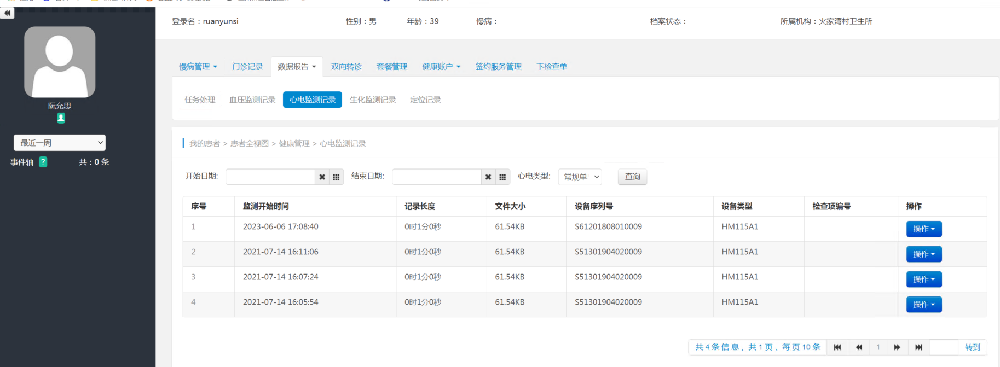 登录名：ruanyunsi 性别：男 年龄：39 慢病： 档案状态： 所属机构：火家湾村卫生所
阮允思
最近一周
事件轴 ? 共：0 条
慢病管理 门诊记录 数据报告 双向转诊 套餐管理 健康账户 签约服务管理 下检查单
任务处理 血压监测记录 心电监测记录 生化监测记录 定位记录
我的患者 > 患者全视图 > 健康管理 > 心电监测记录
开始日期: 结束日期: 心电类型: 常规单 查询
序号 监测开始时间 记录长度 文件大小 设备序列号 设备类型 检查项编号 操作
1 2023-06-06 17:08:40 0时1分0秒 61.54KB S61201808010009 HM115A1 操作
2 2021-07-14 16:11:06 0时1分0秒 61.54KB S51301904020009 HM115A1 操作
3 2021-07-14 16:07:24 0时1分0秒 61.54KB S51301904020009 HM115A1 操作
4 2021-07-14 16:05:54 0时1分0秒 61.54KB S51301904020009 HM115A1 操作
共 4 条 信 息 ，共 1 页 ，每 页 10 条 1 转到